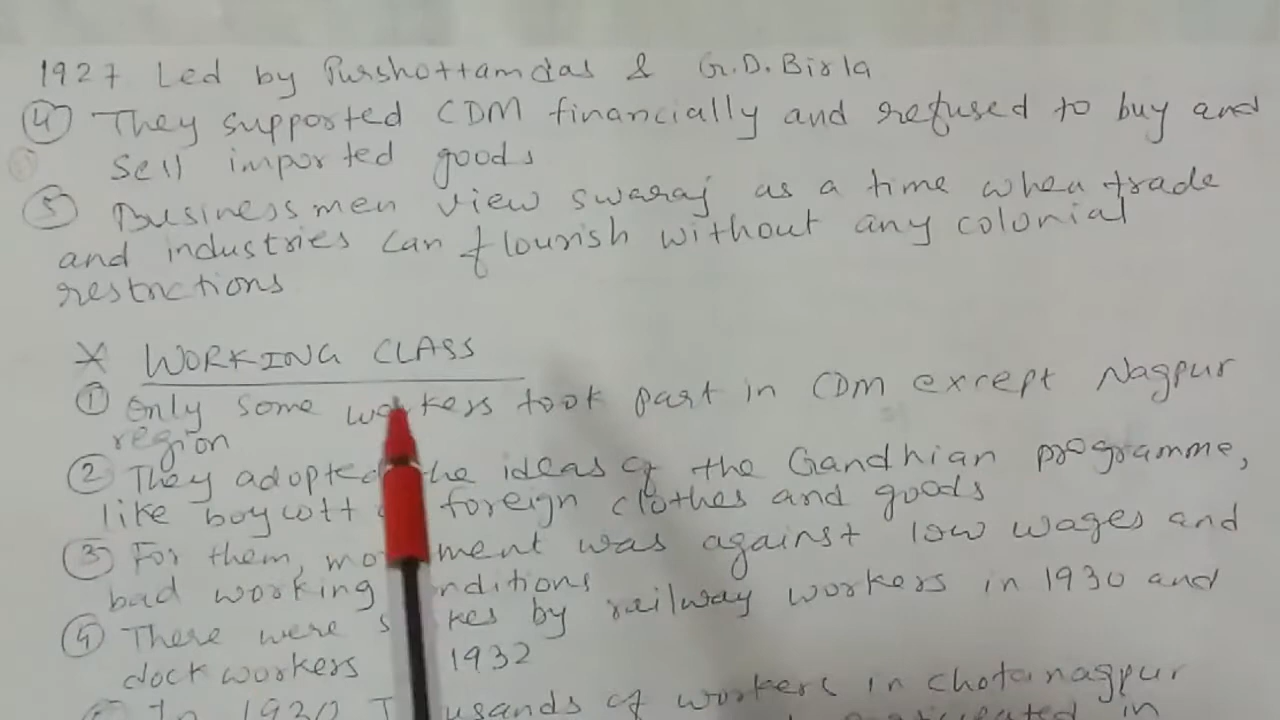 1927 Led by Purshottamdas & G.D. Birla
④ They supported CDM financially and refused to buy and
sell imported goods
⑤ Businessmen view swaraj as a time when trade
and industries can flourish without any colonial
restrictions
* WORKING CLASS
① Only some workers took part in CDM except Nagpur
region
② They adopted the ideas of the Gandhian programme,
like boycott foreign clothes and goods
③ For them, was against low wages and
bad working
④ There were by railway workers in 1930 and
dock workers 1932
In 1930 of workers in chotanagpur
in